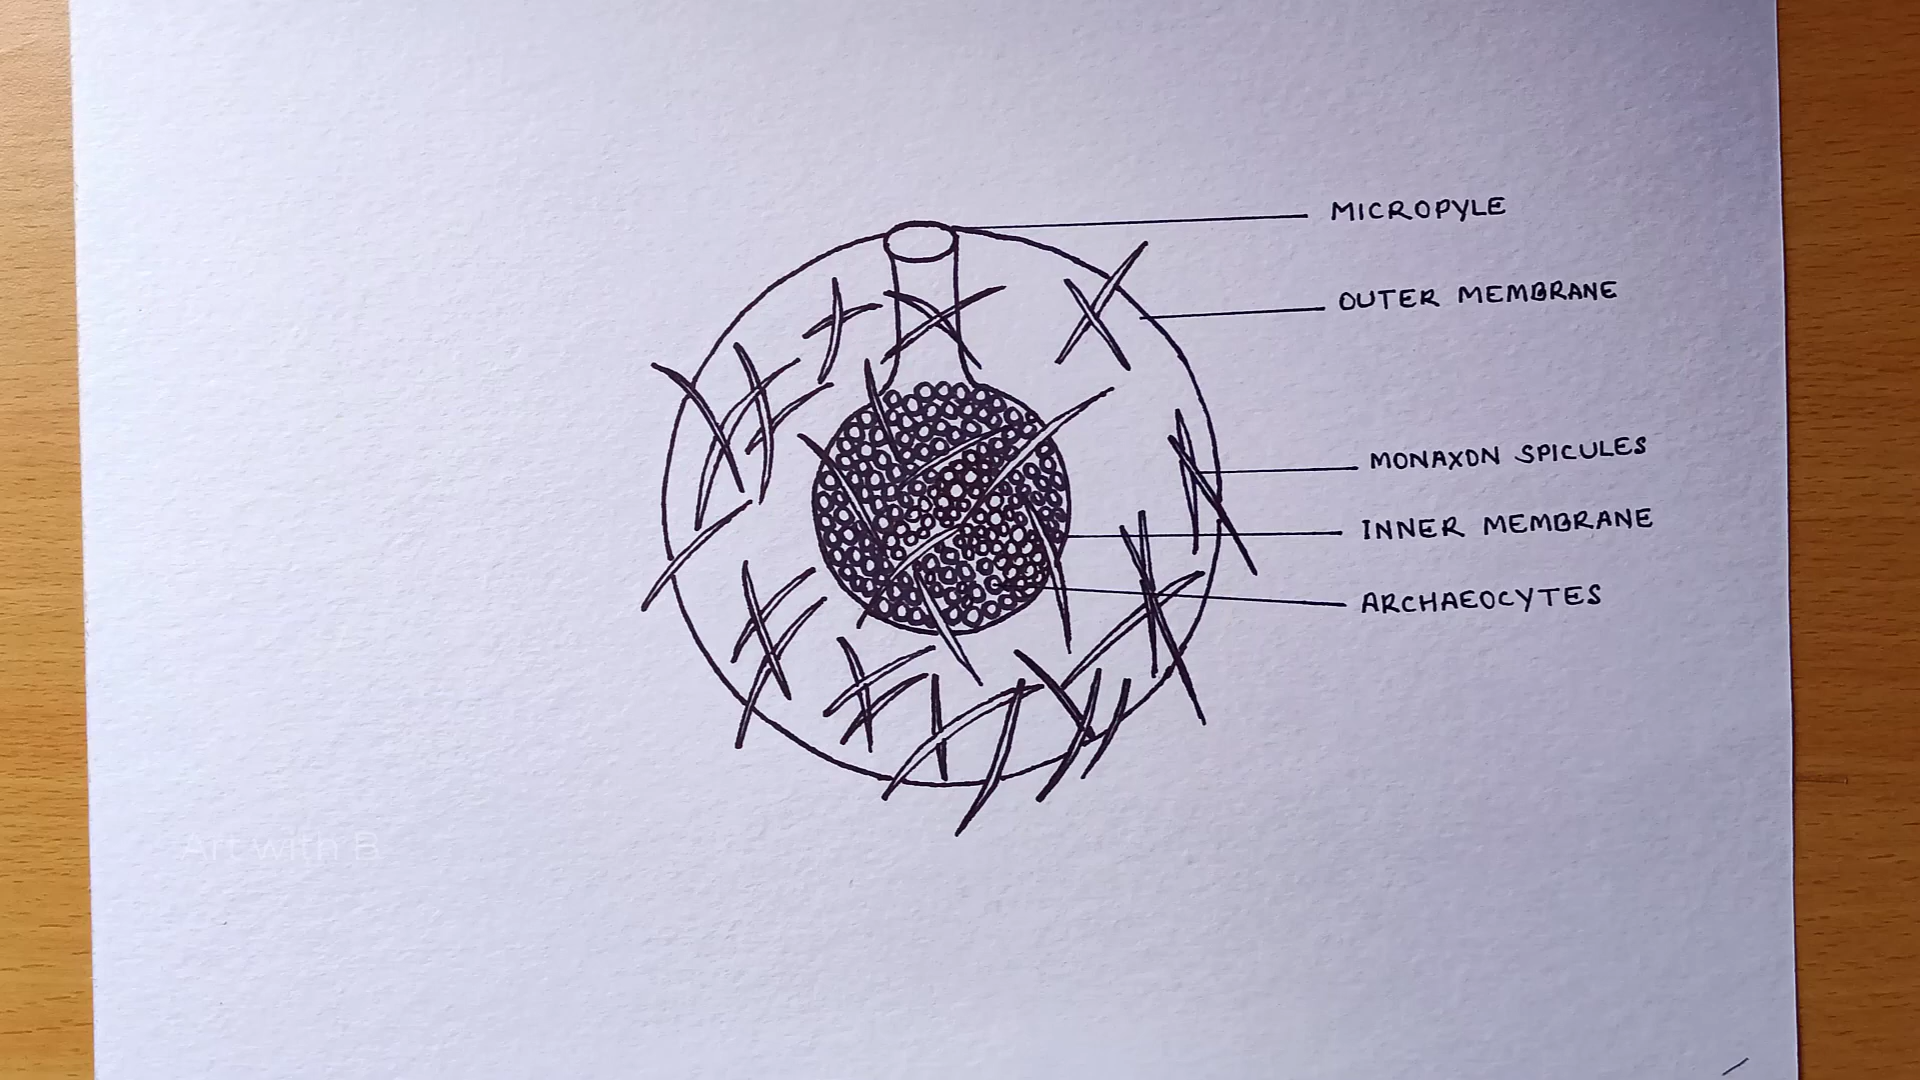 MICROPYLE
OUTER MEMBRANE
MONAXON SPICULES
INNER MEMBRANE
ARCHAEOCYTES
Art with B